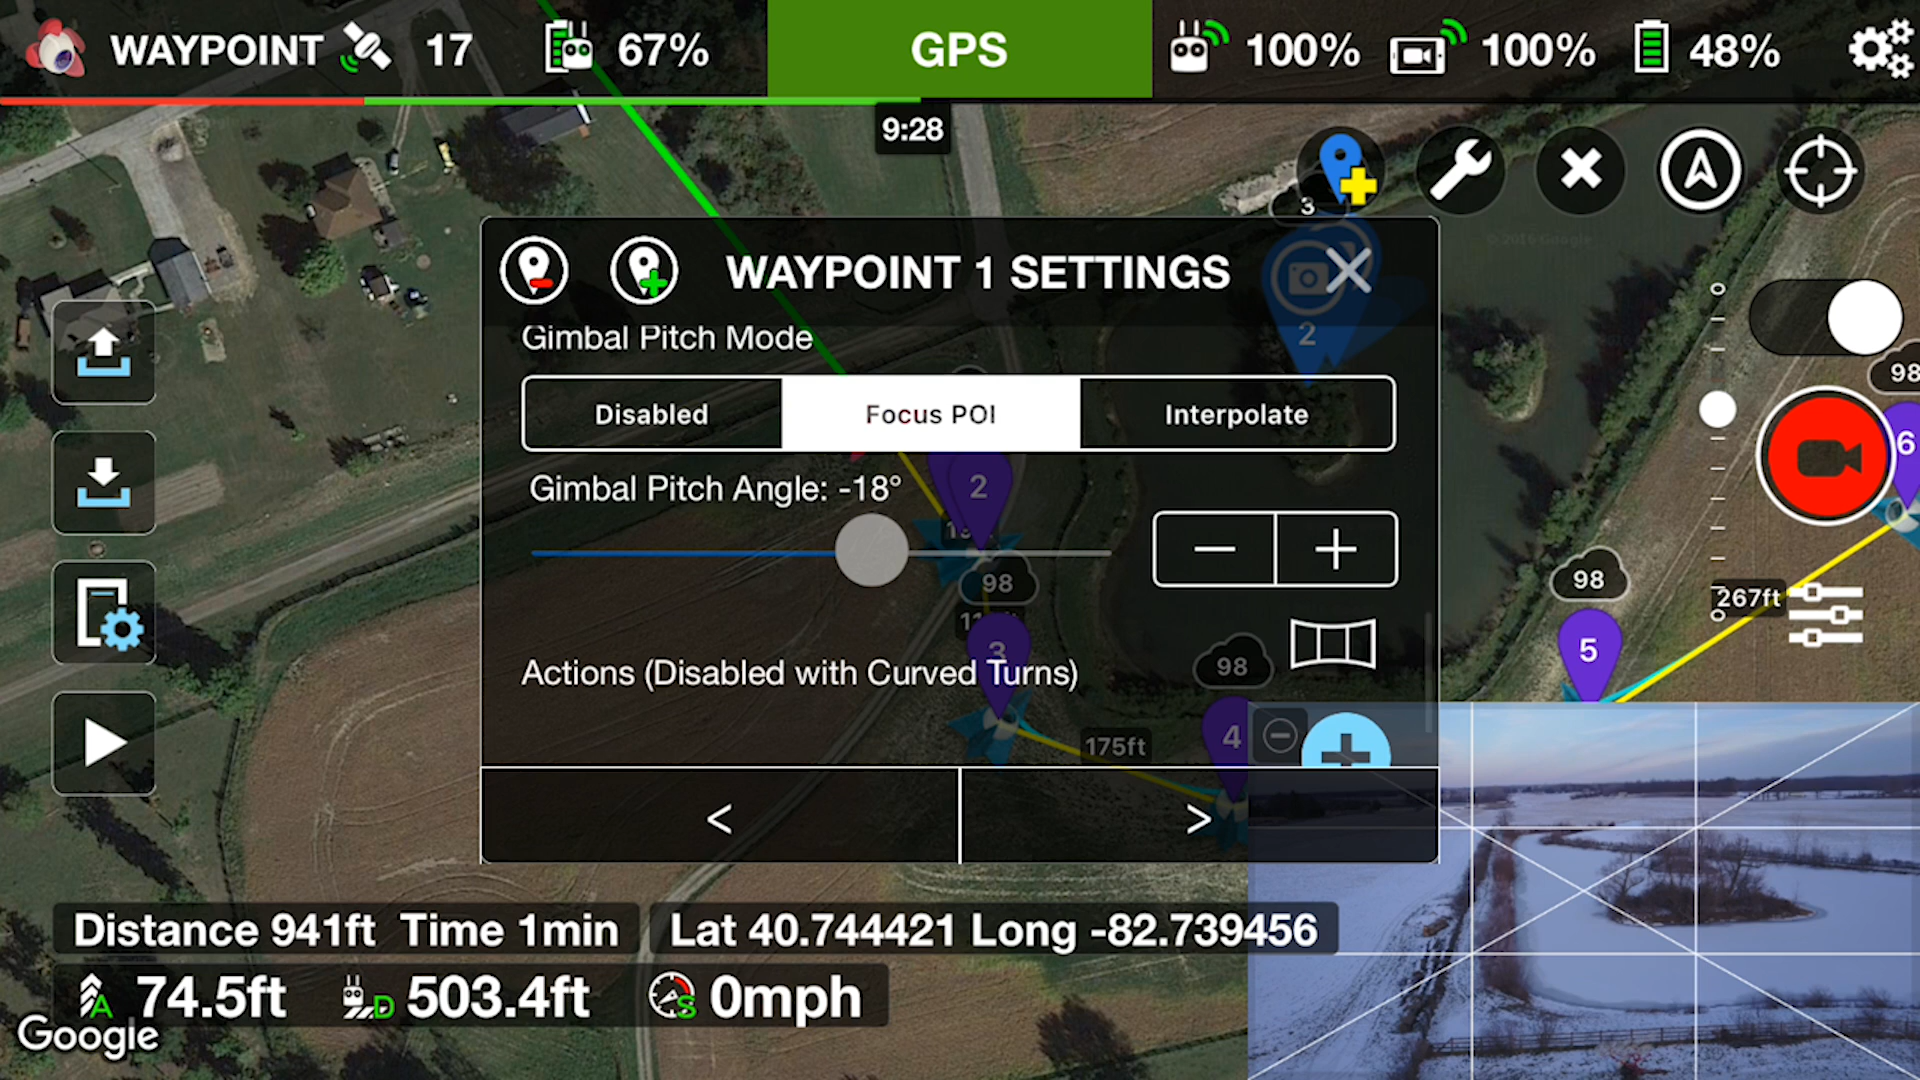 WAYPOINT 17 67% GPS 100% 100% 48%
9:28
3
WAYPOINT 1 SETTINGS
2
Gimbal Pitch Mode
98
Disabled Focus POI Interpolate
6
Gimbal Pitch Angle: -18°
2
98
98
267ft
3
5
98
Actions (Disabled with Curved Turns)
4
175ft
< >
Distance 941ft Time 1min Lat 40.744421 Long -82.739456
A 74.5ft D 503.4ft S 0mph
Google